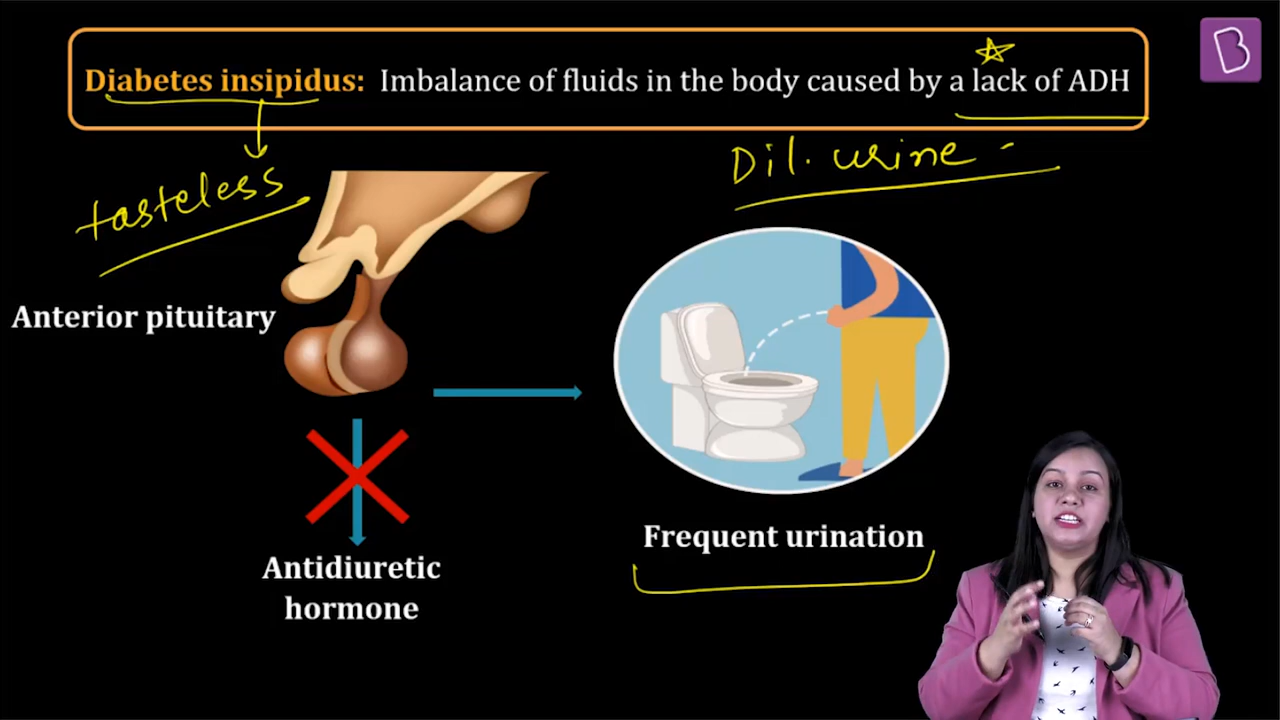 Diabetes insipidus: Imbalance of fluids in the body caused by a lack of ADH
Dil. urine
tasteless
Anterior pituitary
Frequent urination
Antidiuretic
hormone
B